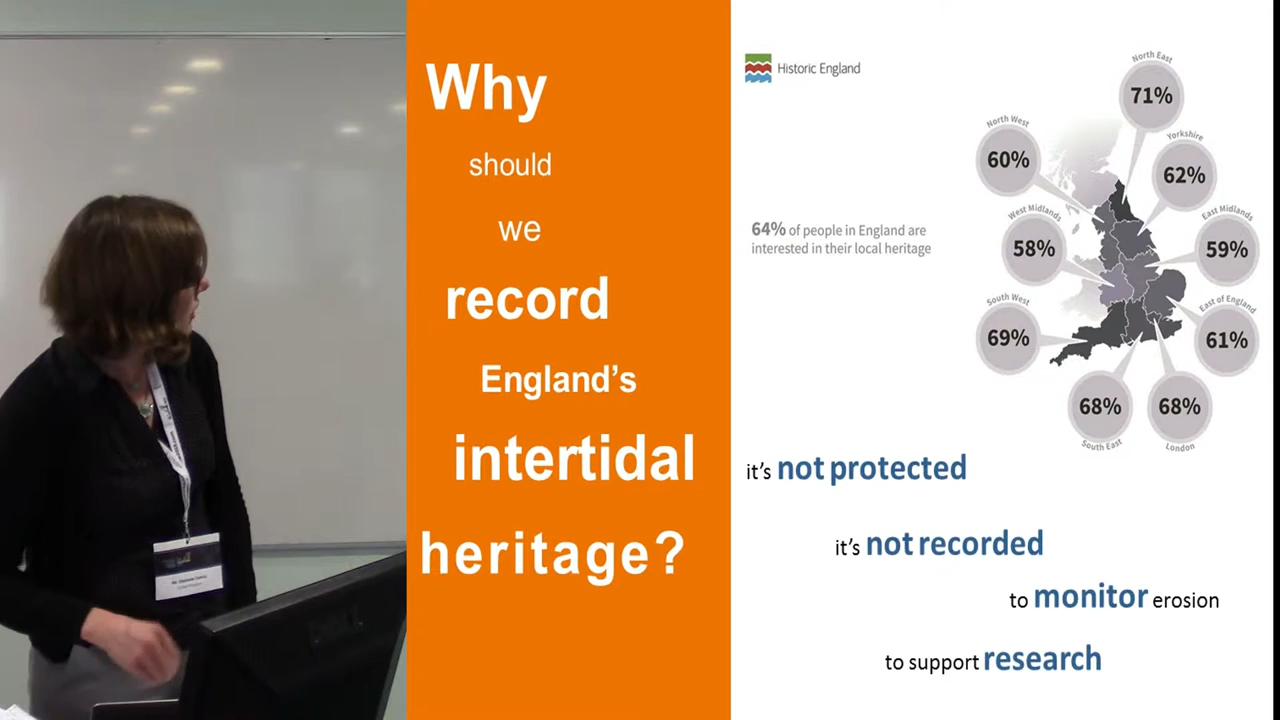 Why
should
we
record
England's
intertidal
heritage?
Historic England
64% of people in England are
interested in their local heritage
North East
71%
North West
60%
Yorkshire
62%
West Midlands
58%
East Midlands
59%
South West
69%
East of England
61%
68%
South East
68%
London
it's not protected
it's not recorded
to monitor erosion
to support research